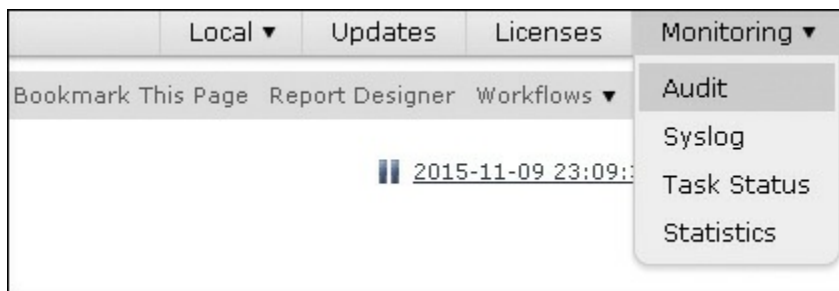 Local ▾ Updates Licenses Monitoring ▾
Bookmark This Page Report Designer Workflows ▾
Audit
Syslog
2015-11-09 23:09:
Task Status
Statistics